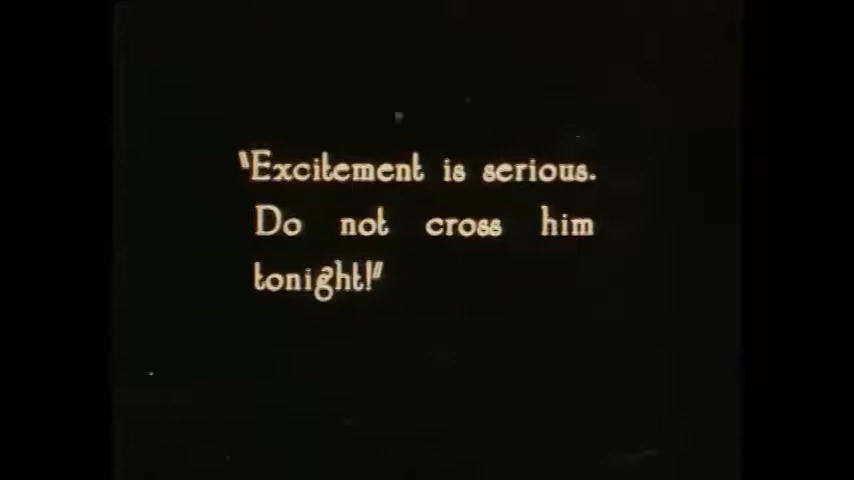 "Excitement is serious.
Do not cross him
tonight!"